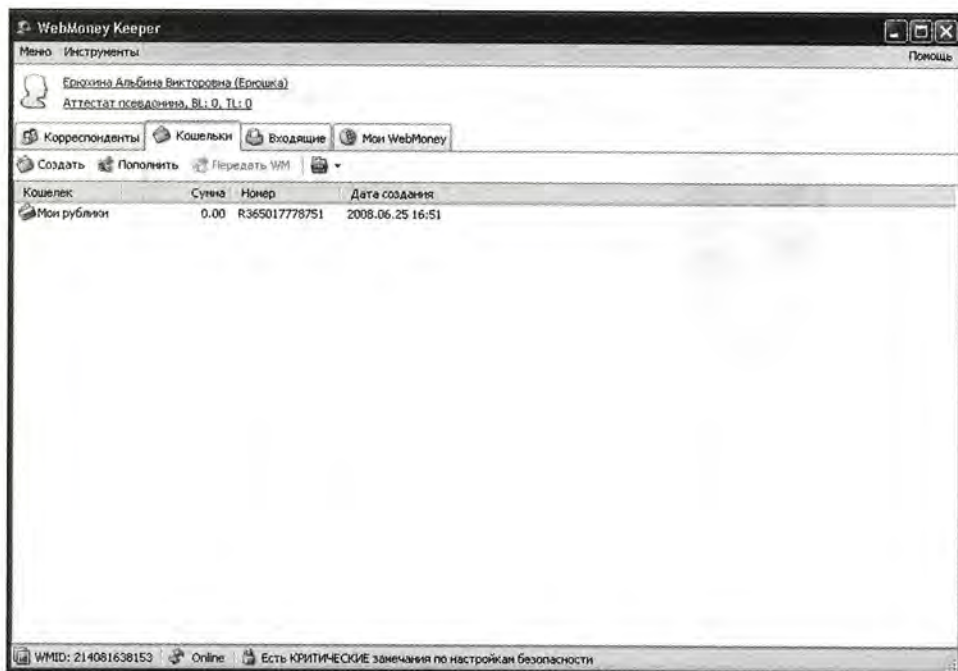 WebMoney Keeper
Меню Инструменты Помощь
Ерюхина Альбина Викторовна (Ерюшка)
Аттестат псевдонима, BL: 0, TL: 0
Корреспонденты Кошельки Входящие Мои WebMoney
Создать Пополнить Передать WM
Кошелек Сумма Номер Дата создания
Мои рублики 0.00 R365017778751 2008.06.25 16:51
WMID: 214081638153 Online Есть КРИТИЧЕСКИЕ замечания по настройкам безопасности